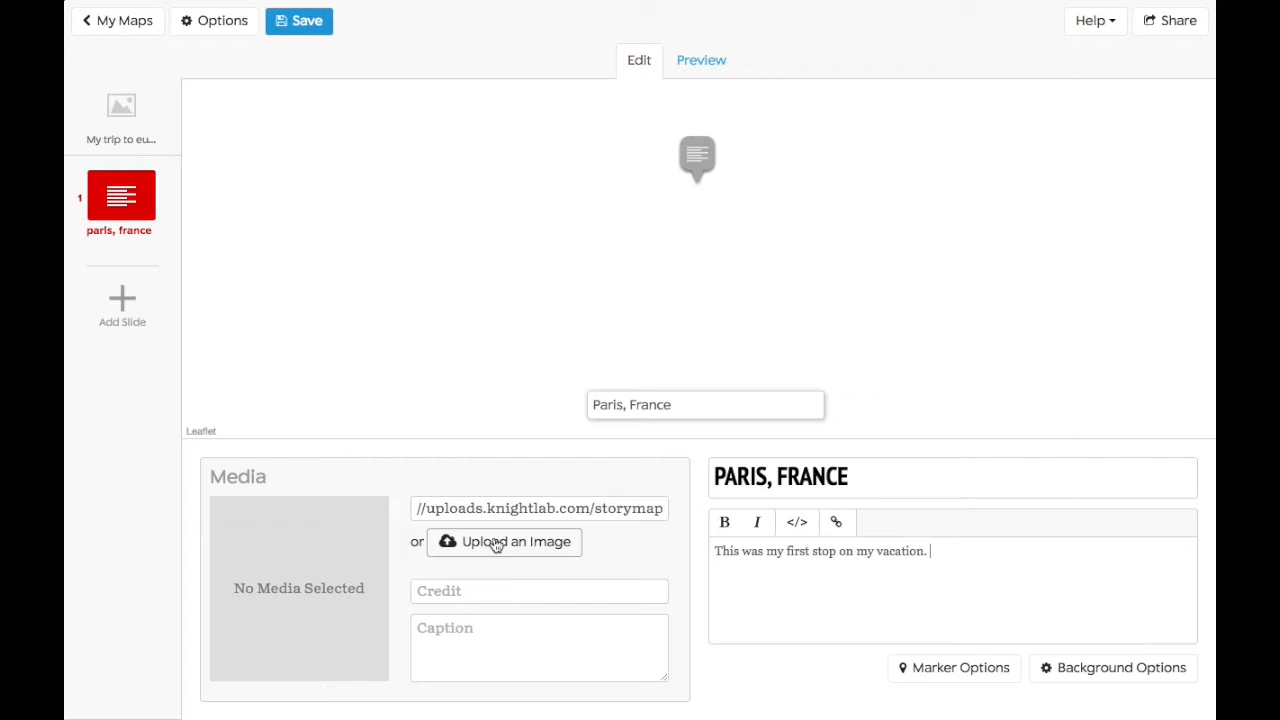 My Maps
Options
Save
Help
Share
Edit
Preview
My trip to eu...
1
paris, france
Add Slide
Paris, France
Leaflet
Media
No Media Selected
//uploads.knightlab.com/storymap
or Upload an Image
Credit
Caption
PARIS, FRANCE
B I </>
This was my first stop on my vacation.
Marker Options
Background Options